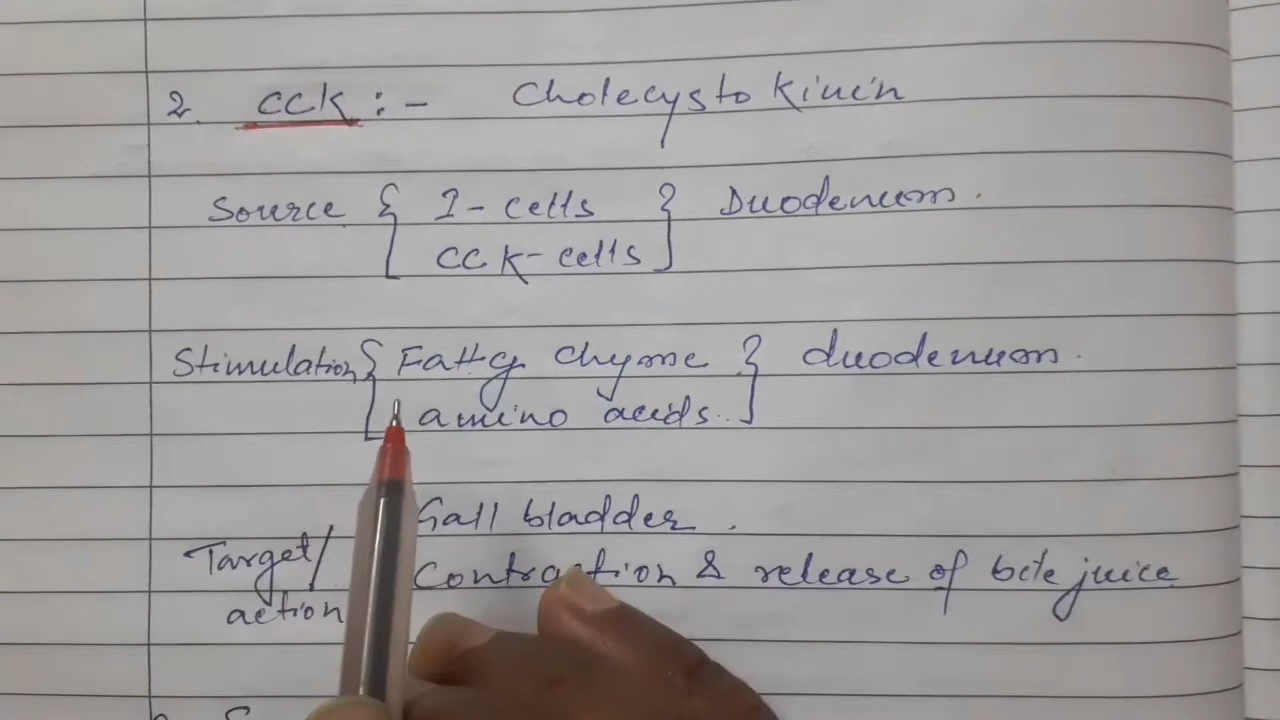 2. CCK :- Cholecystokinin
Source { I-cells } Duodenum.
CCK-cells
Stimulation { Fatty chyme } duodenum.
amino acids..
Gall bladder.
Target/ Contraction & release of bile juice
action